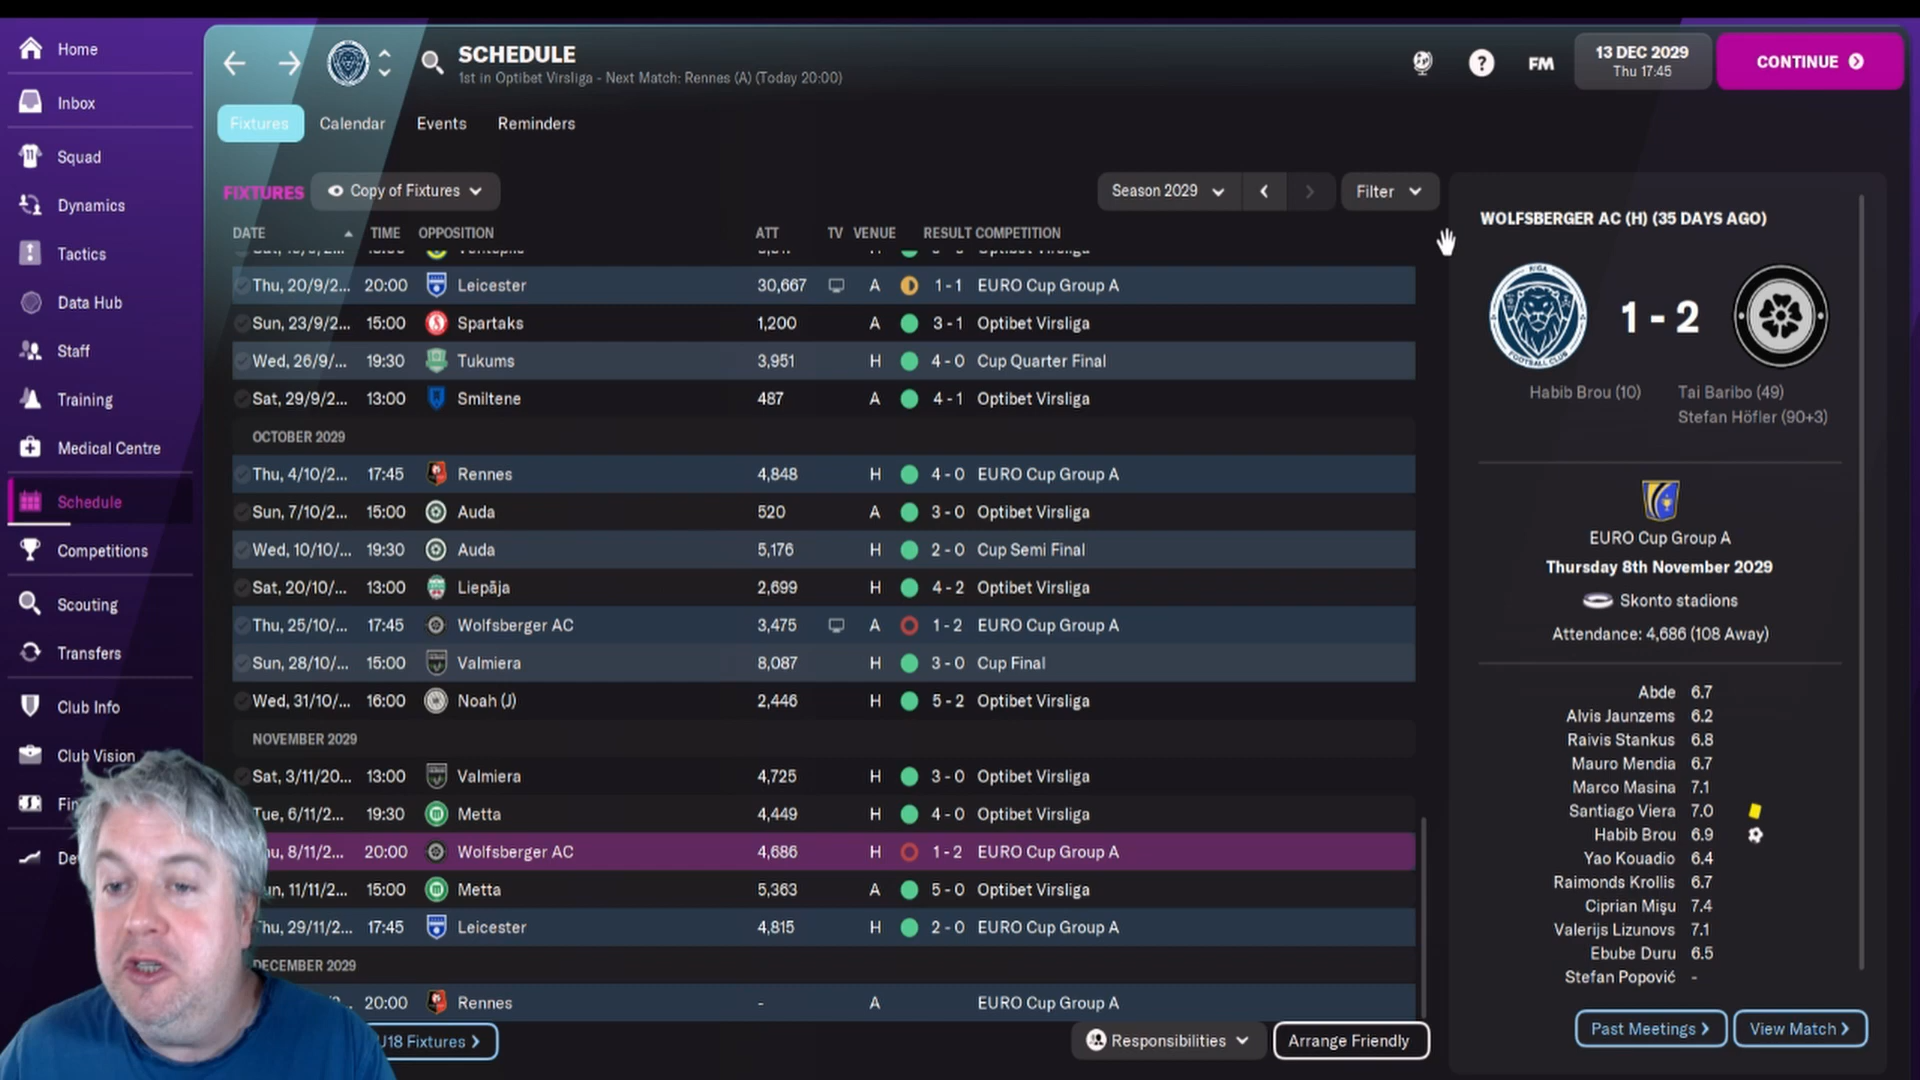 Home
Inbox
Squad
Dynamics
Tactics
Data Hub
Staff
Training
Medical Centre
Schedule
Competitions
Scouting
Transfers
Club Info
Club Vision
SCHEDULE
1st in Optibet Virsliga - Next Match: Rennes (A) (Today 20:00)
FM
13 DEC 2029
Thu 17:45
CONTINUE
Fixtures Calendar Events Reminders
FIXTURES Copy of Fixtures Season 2029 Filter
DATE TIME OPPOSITION ATT TV VENUE RESULT COMPETITION
Thu, 20/9/2... 20:00 Leicester 30,667 A 1 - 1 EURO Cup Group A
Sun, 23/9/2... 15:00 Spartaks 1,200 A 3 - 1 Optibet Virsliga
Wed, 26/9/... 19:30 Tukums 3,951 H 4 - 0 Cup Quarter Final
Sat, 29/9/2... 13:00 Smiltene 487 A 4 - 1 Optibet Virsliga
OCTOBER 2029
Thu, 4/10/2... 17:45 Rennes 4,848 H 4 - 0 EURO Cup Group A
Sun, 7/10/2... 15:00 Auda 520 A 3 - 0 Optibet Virsliga
Wed, 10/10/... 19:30 Auda 5,176 H 2 - 0 Cup Semi Final
Sat, 20/10/... 13:00 Liepāja 2,699 H 4 - 2 Optibet Virsliga
Thu, 25/10/... 17:45 Wolfsberger AC 3,475 A 1 - 2 EURO Cup Group A
Sun, 28/10/... 15:00 Valmiera 8,087 H 3 - 0 Cup Final
Wed, 31/10/... 16:00 Noah (J) 2,446 H 5 - 2 Optibet Virsliga
NOVEMBER 2029
Sat, 3/11/20... 13:00 Valmiera 4,725 H 3 - 0 Optibet Virsliga
Tue, 6/11/2... 19:30 Metta 4,449 H 4 - 0 Optibet Virsliga
8/11/2... 20:00 Wolfsberger AC 4,686 H 1 - 2 EURO Cup Group A
11/11/2... 15:00 Metta 5,363 A 5 - 0 Optibet Virsliga
29/11/2... 17:45 Leicester 4,815 H 2 - 0 EURO Cup Group A
DECEMBER 2029
20:00 Rennes - A EURO Cup Group A
U18 Fixtures Responsibilities Arrange Friendly
WOLFSBERGER AC (H) (35 DAYS AGO)
RIGA
FOOTBALL CLUB
1 - 2
Habib Brou (10) Tai Baribo (49)
Stefan Höfler (90+3)
EURO Cup Group A
Thursday 8th November 2029
Skonto stadions
Attendance: 4,686 (108 Away)
Abde 6.7
Alvis Jaunzems 6.2
Raivis Stankus 6.8
Mauro Mendia 6.7
Marco Masina 7.1
Santiago Viera 7.0
Habib Brou 6.9
Yao Kouadio 6.4
Raimonds Krollis 6.7
Ciprian Mişu 7.4
Valerijs Lizunovs 7.1
Ebube Duru 6.5
Stefan Popović -
Past Meetings View Match